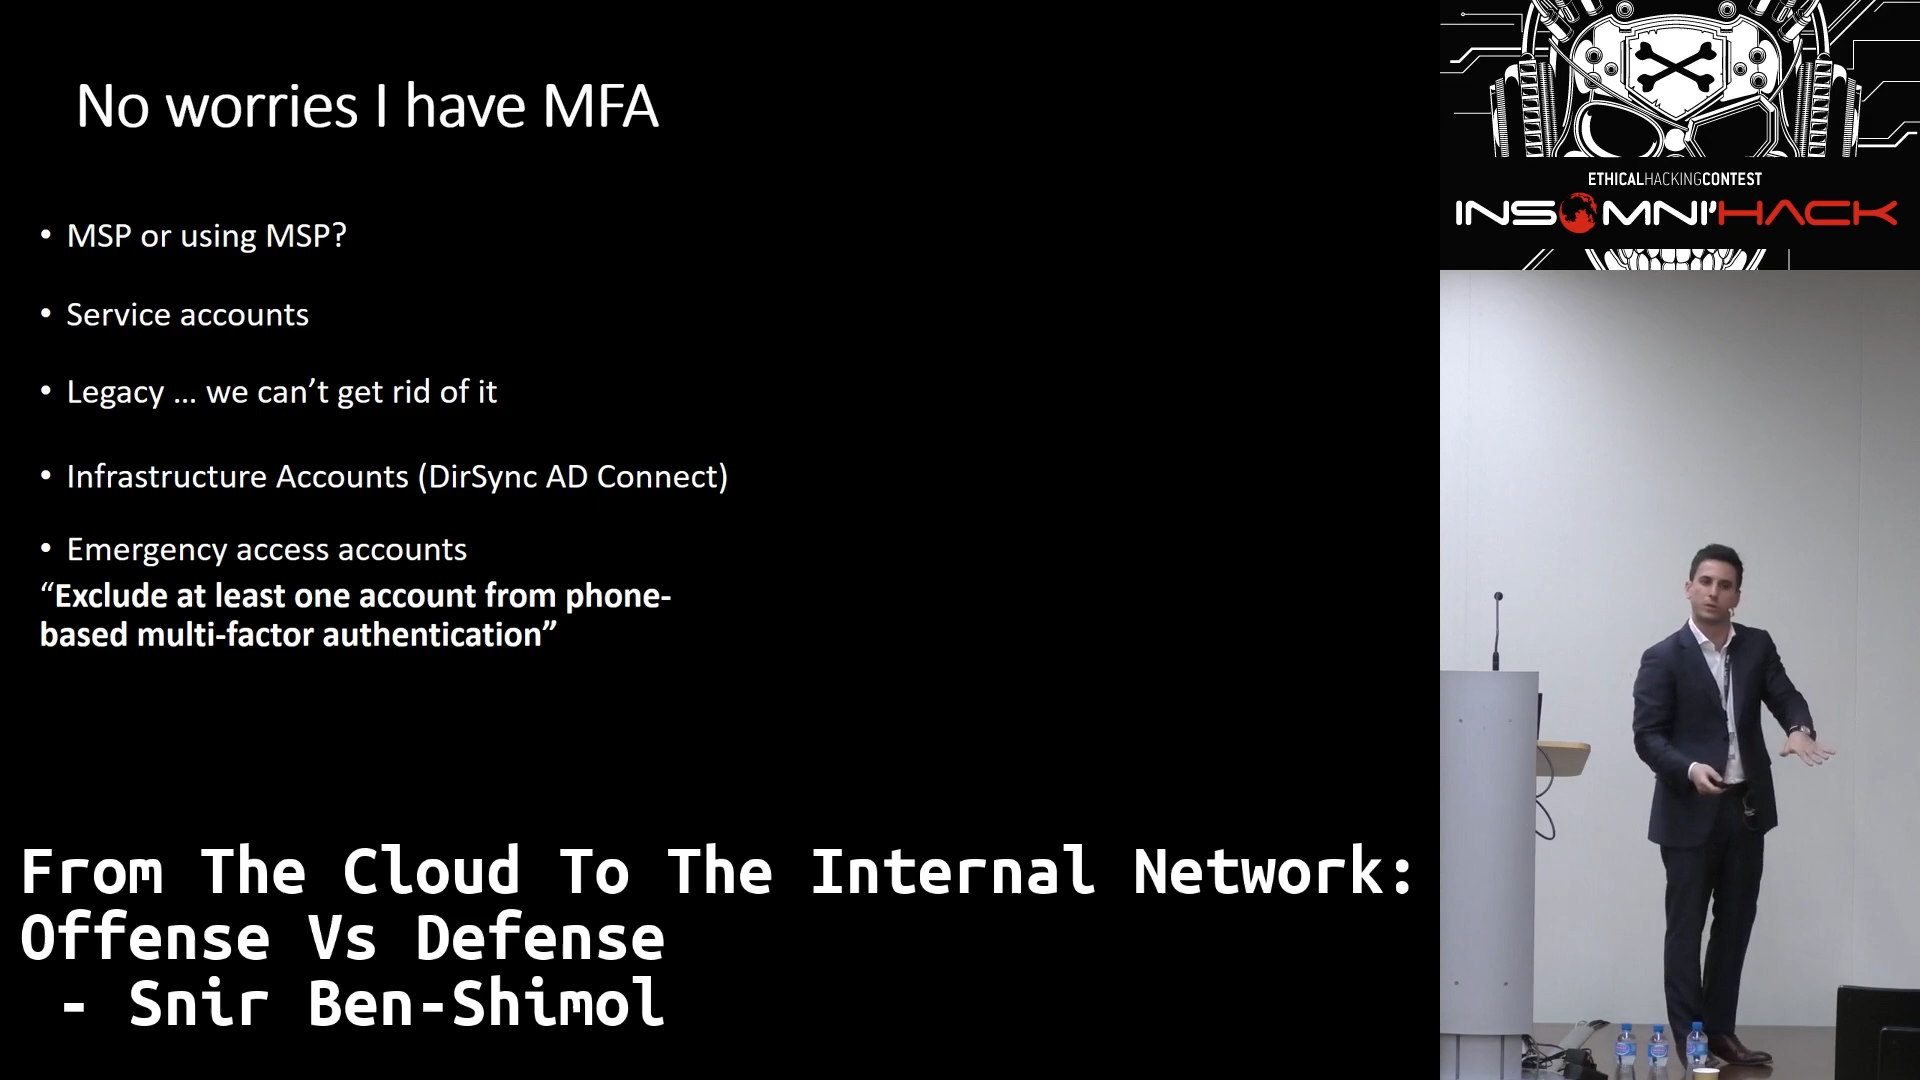 No worries I have MFA
• MSP or using MSP?
• Service accounts
• Legacy … we can’t get rid of it
• Infrastructure Accounts (DirSync AD Connect)
• Emergency access accounts
“Exclude at least one account from phone-
based multi-factor authentication”
From The Cloud To The Internal Network:
Offense Vs Defense
- Snir Ben-Shimol
ETHICALHACKINGCONTEST
INSOMNI'HACK